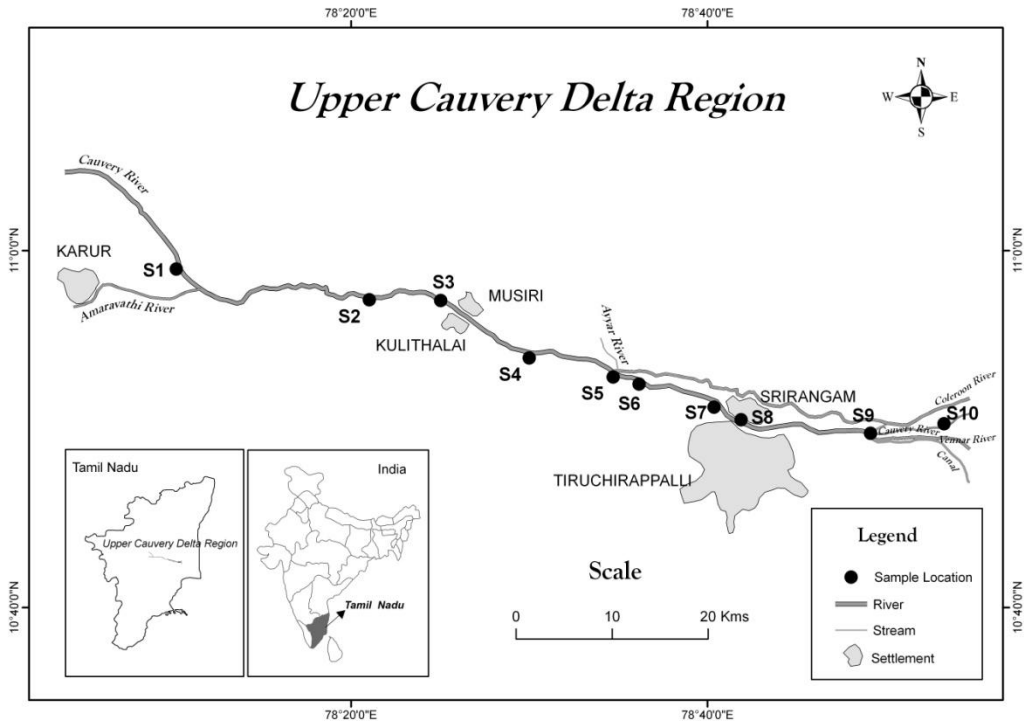 78°20'0"E
78°40'0"E
Upper Cauvery Delta Region
N
W
E
S
Cauvery River
11°0'0"N
11°0'0"N
KARUR
S1
Amaravathi River
S2
S3
MUSIRI
KULITHALAI
S4
Ayyar River
S5
S6
S7
SRIRANGAM
S8
S9
Coleroon River
S10
Cauvery River
Vennar River
Canal
TIRUCHIRAPPALLI
Tamil Nadu
Upper Cauvery Delta Region
India
Tamil Nadu
Scale
0 10 20 Kms
Legend
Sample Location
River
Stream
Settlement
10°40'0"N
10°40'0"N
78°20'0"E
78°40'0"E